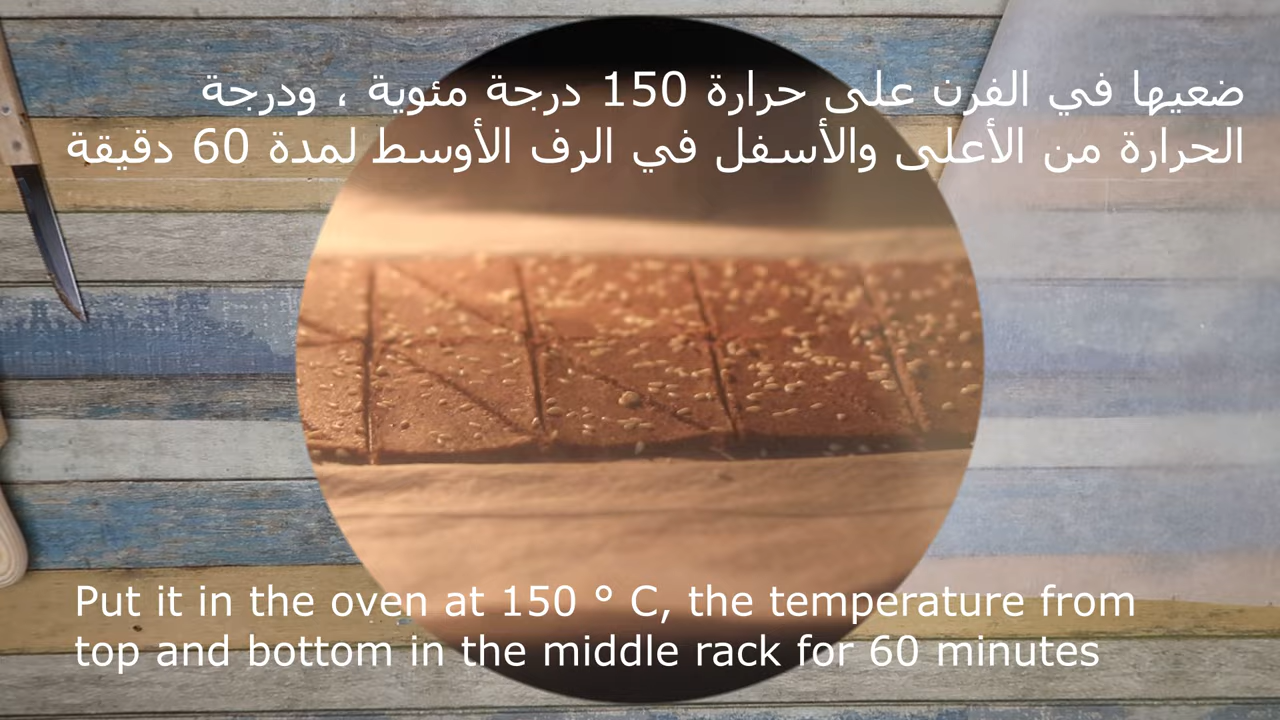 ضعيها في الفرن على حرارة 150 درجة مئوية ، ودرجة
الحرارة من الأعلى والأسفل في الرف الأوسط لمدة 60 دقيقة
Put it in the oven at 150 ° C, the temperature from
top and bottom in the middle rack for 60 minutes